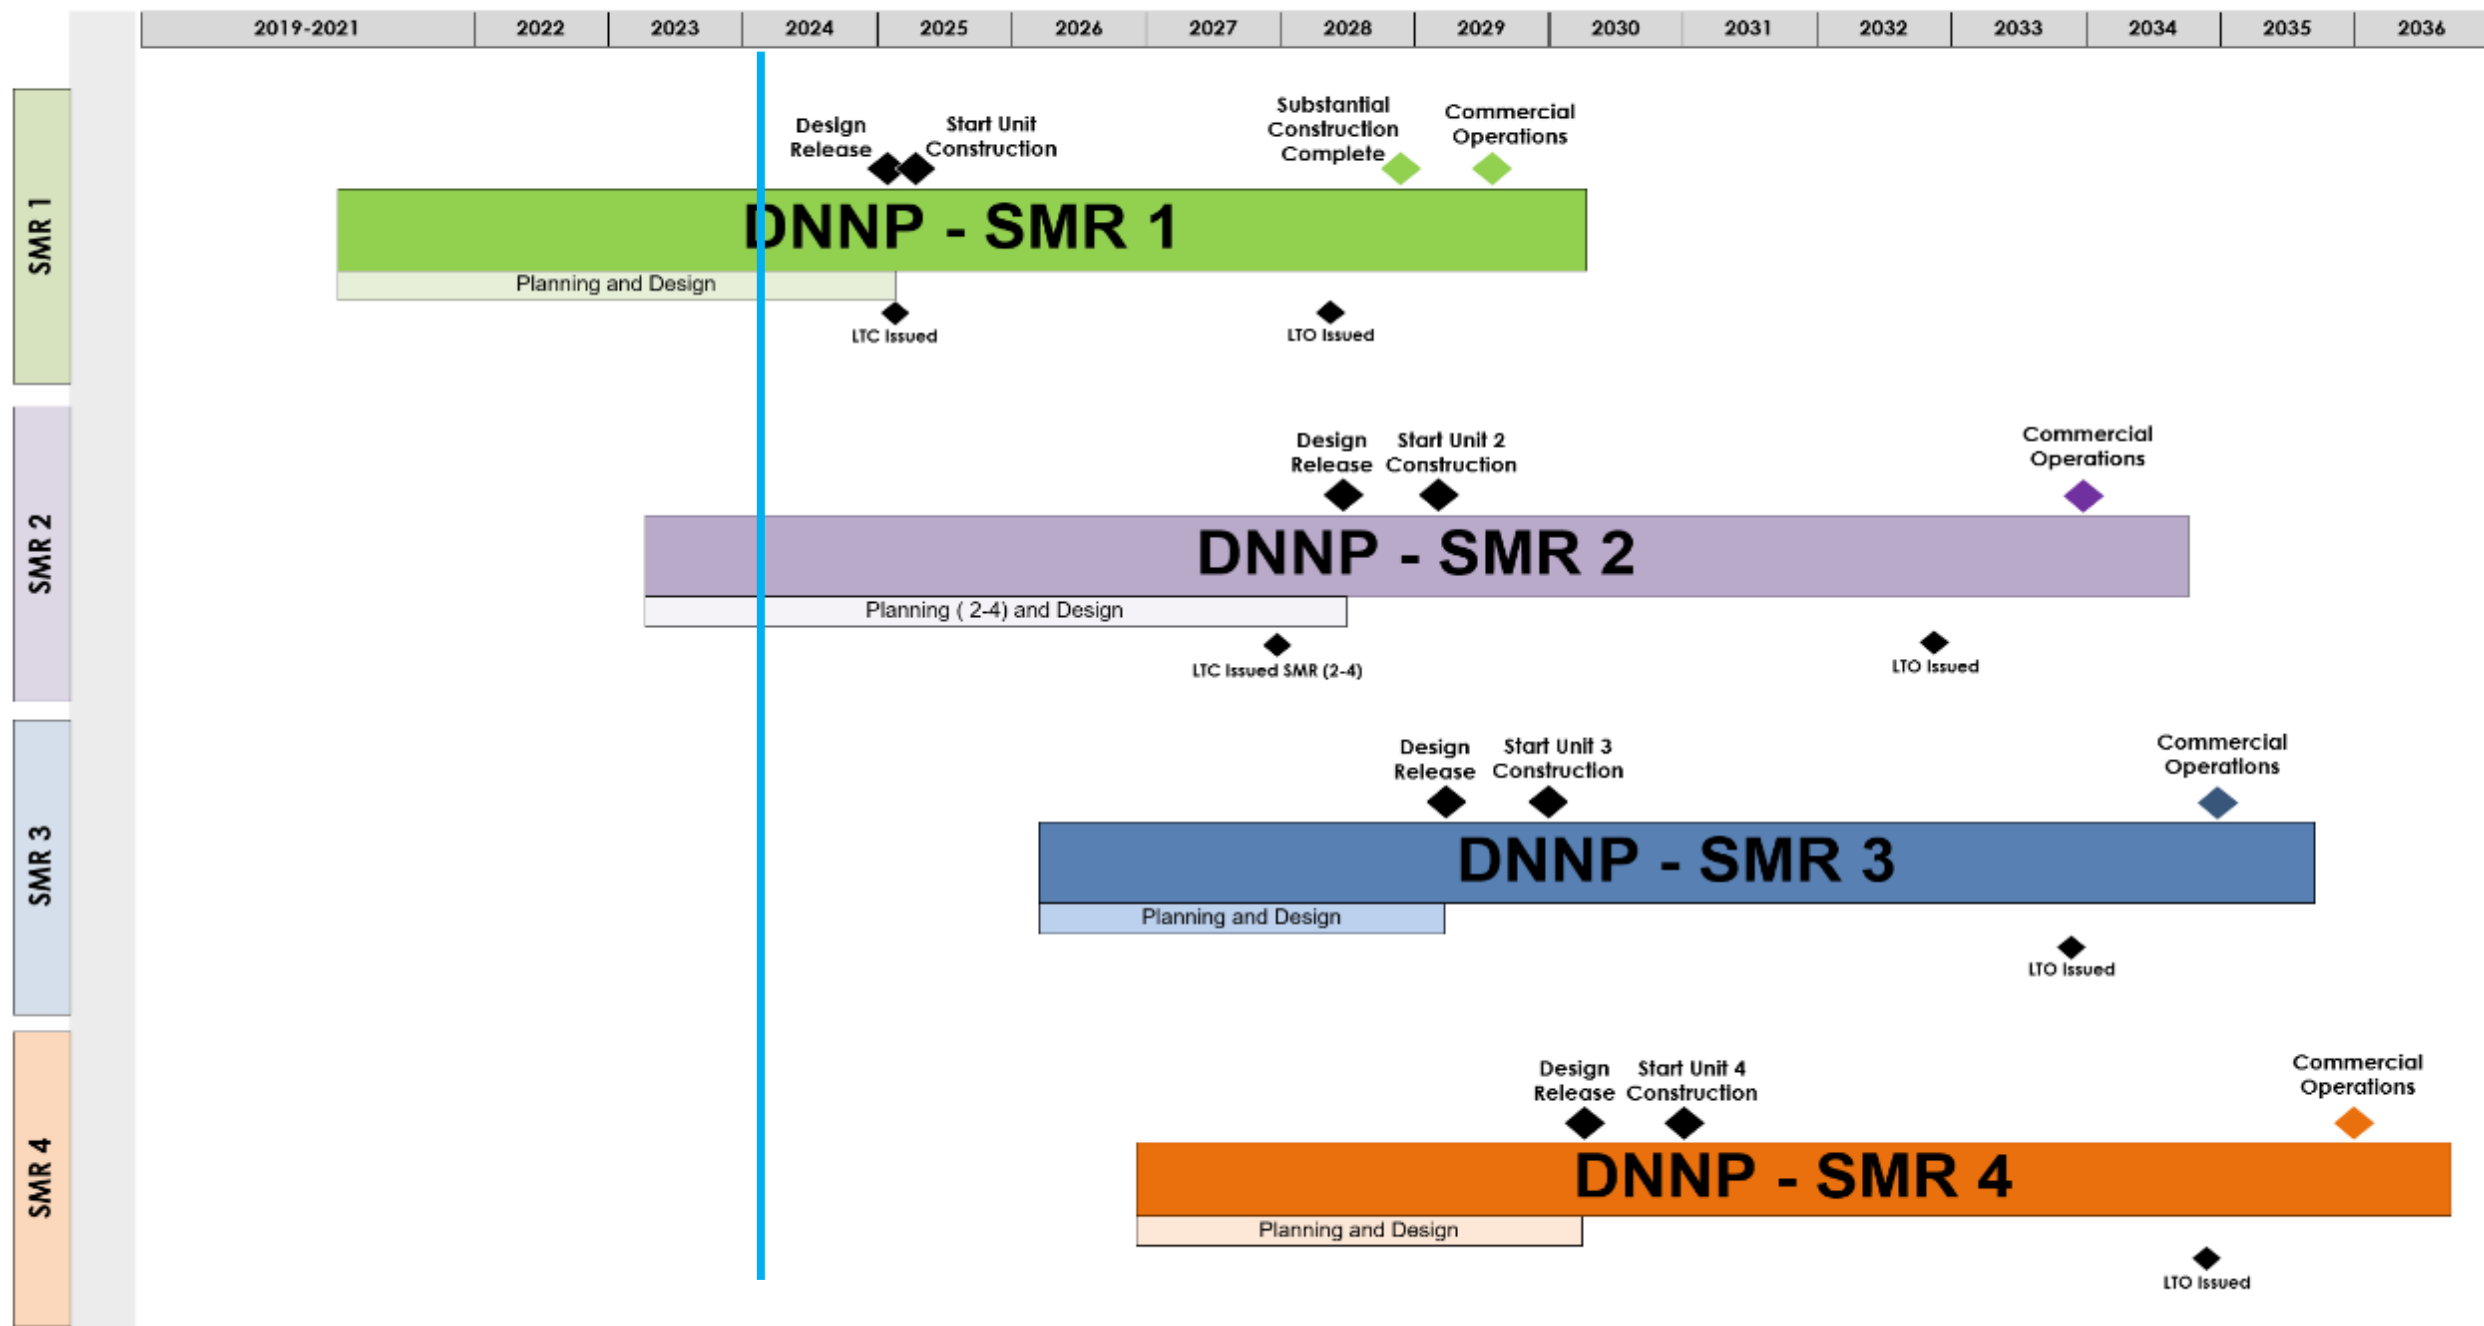 2019-2021 2022 2023 2024 2025 2026 2027 2028 2029 2030 2031 2032 2033 2034 2035 2036
SMR 1
Design
Release
Start Unit
Construction
Substantial
Construction
Complete
Commercial
Operations
DNNP - SMR 1
Planning and Design
LTC Issued
LTO Issued
SMR 2
Design
Release
Start Unit 2
Construction
Commercial
Operations
DNNP - SMR 2
Planning ( 2-4) and Design
LTC Issued SMR (2-4)
LTO Issued
SMR 3
Design
Release
Start Unit 3
Construction
Commercial
Operations
DNNP - SMR 3
Planning and Design
LTO Issued
SMR 4
Design
Release
Start Unit 4
Construction
Commercial
Operations
DNNP - SMR 4
Planning and Design
LTO Issued